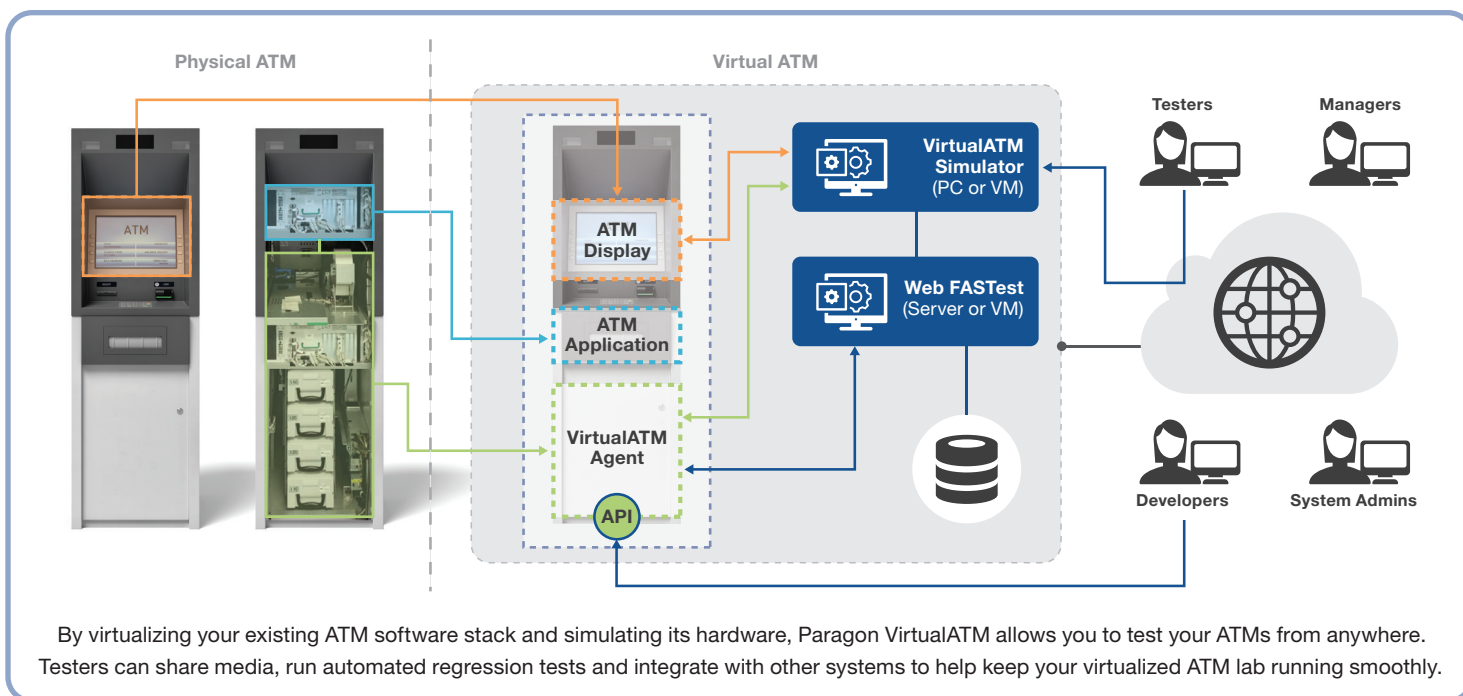 Physical ATM
Virtual ATM
ATM
ATM
Display
ATM
Application
VirtualATM
Agent
API
VirtualATM
Simulator
(PC or VM)
Web FASTest
(Server or VM)
Testers
Managers
Developers
System Admins
By virtualizing your existing ATM software stack and simulating its hardware, Paragon VirtualATM allows you to test your ATMs from anywhere.
Testers can share media, run automated regression tests and integrate with other systems to help keep your virtualized ATM lab running smoothly.